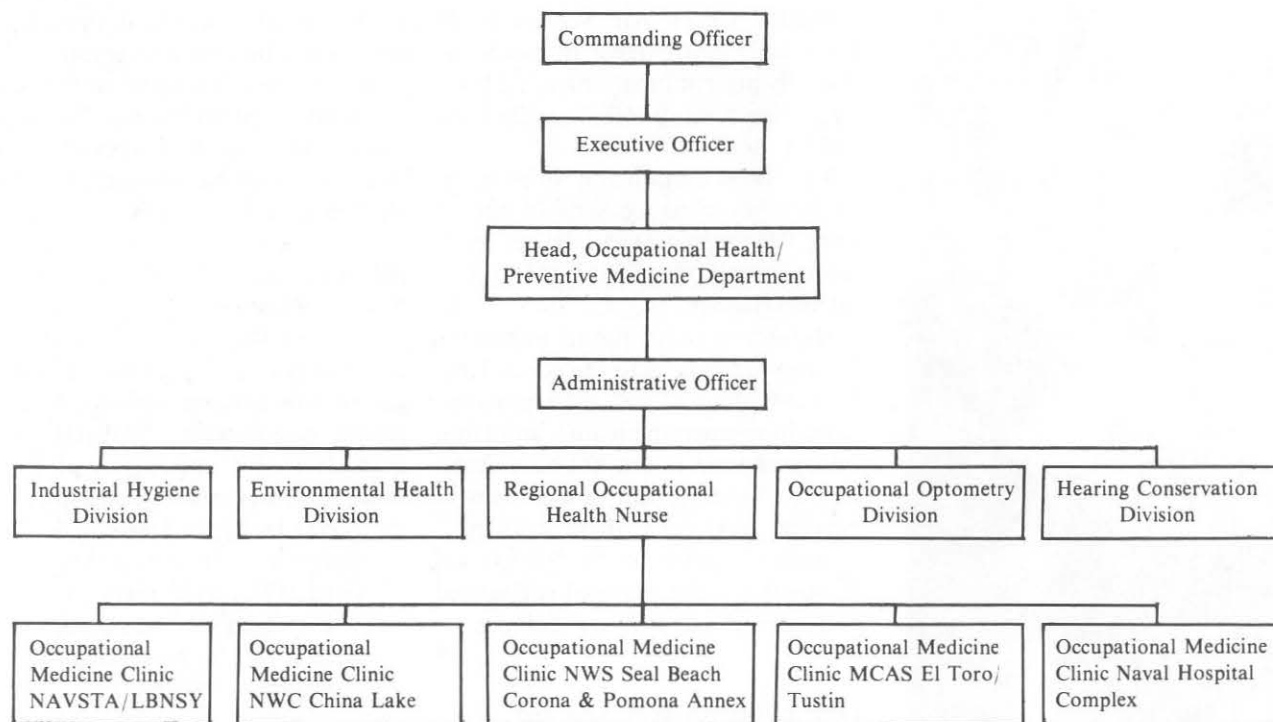 Commanding Officer
Executive Officer
Head, Occupational Health/
Preventive Medicine Department
Administrative Officer
Industrial Hygiene
Division
Environmental Health
Division
Regional Occupational
Health Nurse
Occupational Optometry
Division
Hearing Conservation
Division
Occupational
Medicine Clinic
NAVSTA/LBNSY
Occupational
Medicine Clinic
NWC China Lake
Occupational Medicine
Clinic NWS Seal Beach
Corona & Pomona Annex
Occupational Medicine
Clinic MCAS El Toro/
Tustin
Occupational Medicine
Clinic Naval Hospital
Complex